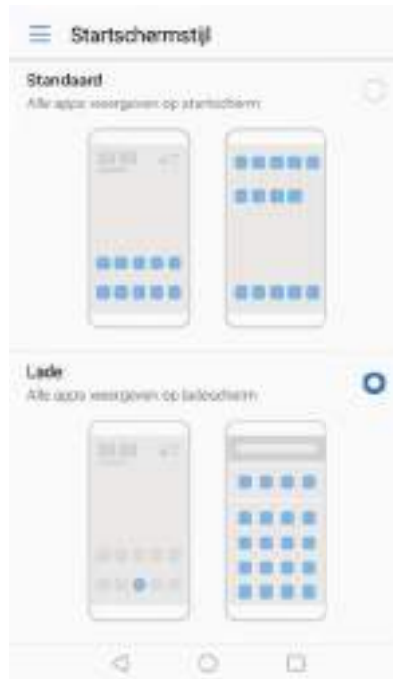 Startschermstijl
Standaard
Alle apps weergeven op startscherm
Lade
Alle apps weergeven op ladescherm